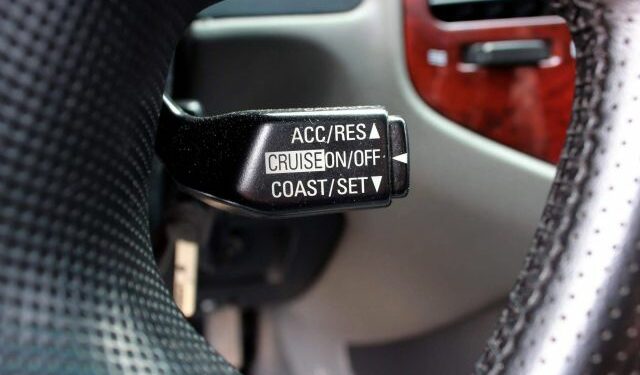 ACC/RES▲
CRUISE ON/OFF ◀
COAST/SET▼